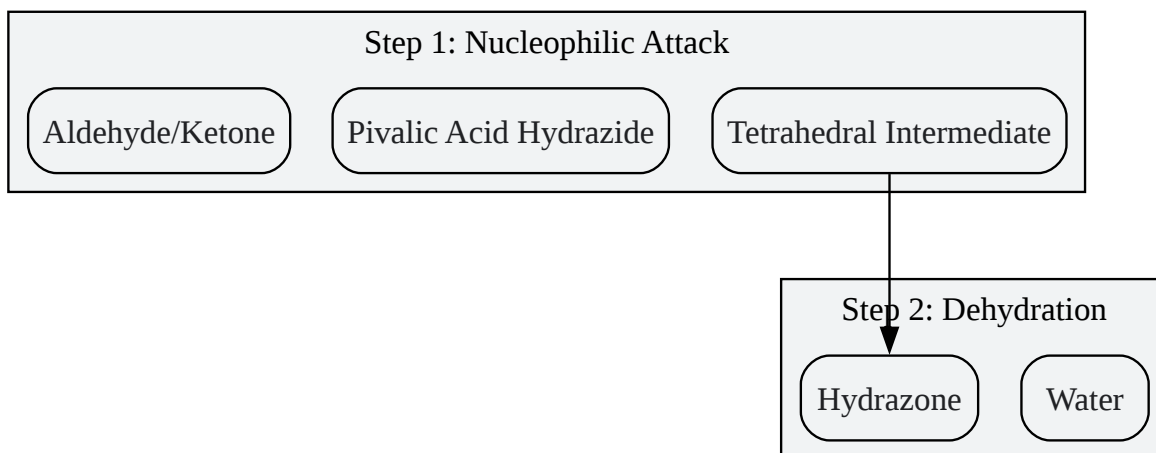 Step 1: Nucleophilic Attack
Aldehyde/Ketone
Pivalic Acid Hydrazide
Tetrahedral Intermediate
Step 2: Dehydration
Hydrazone
Water